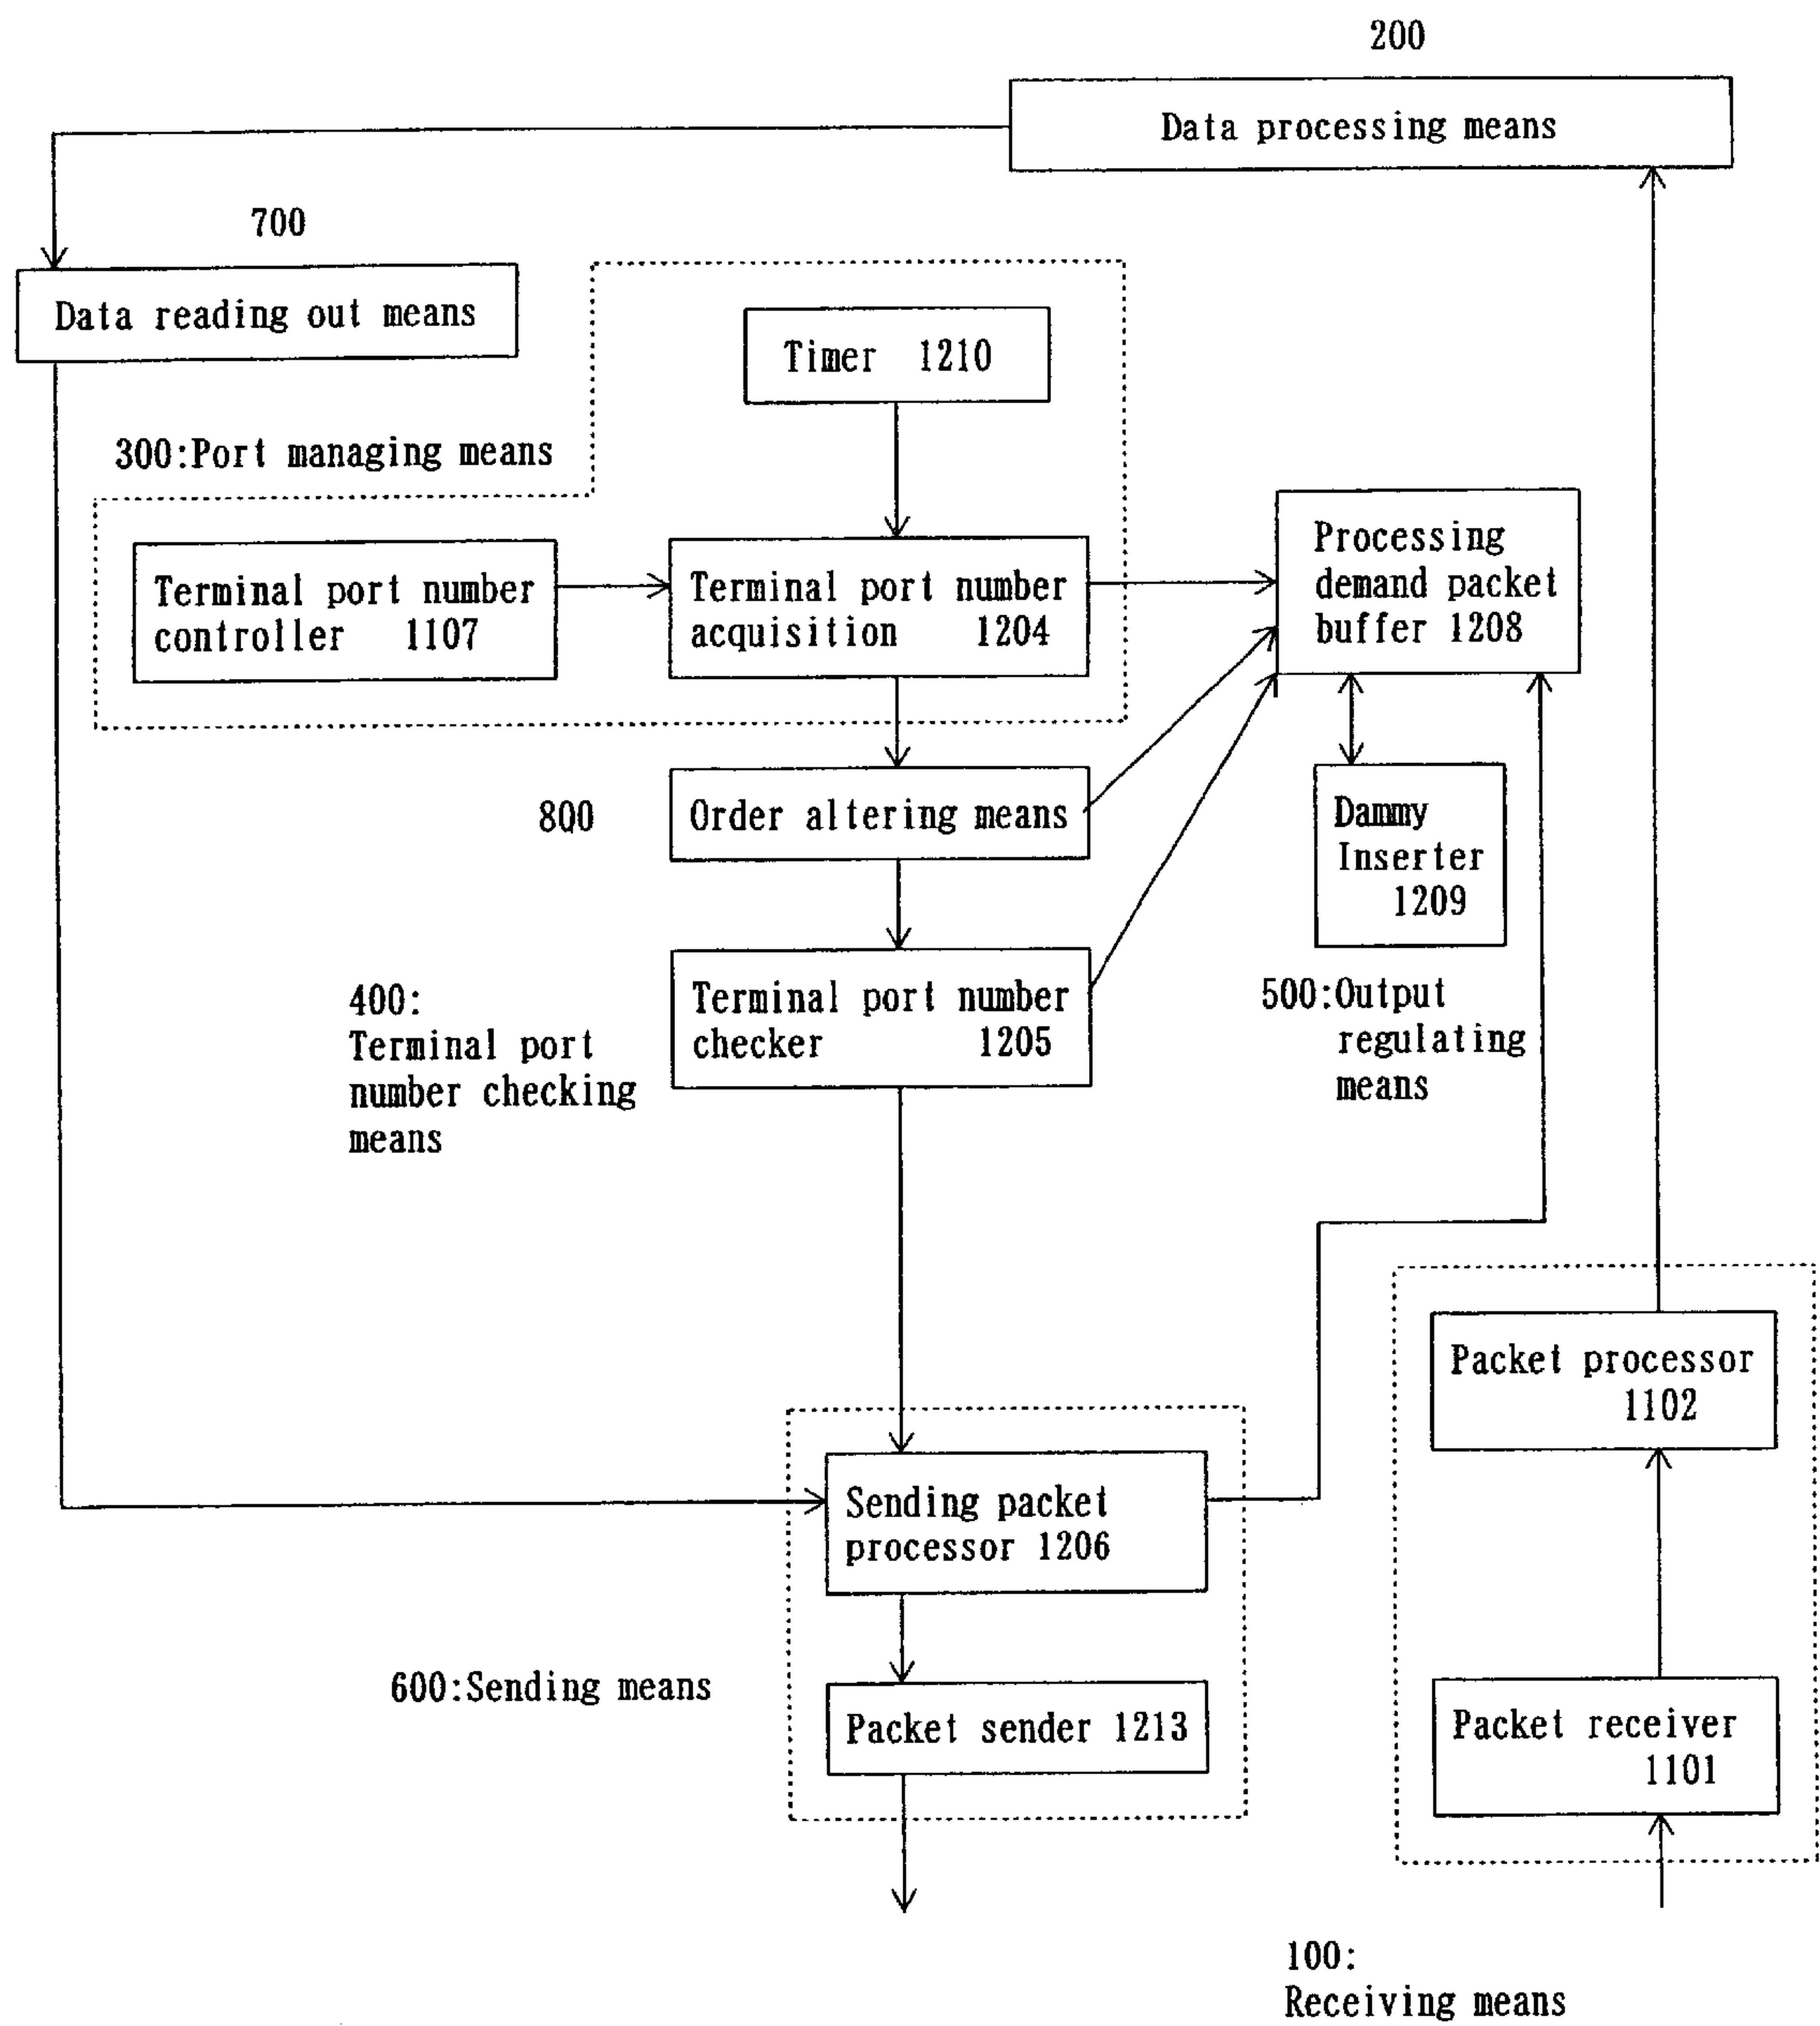 200
Data processing means
700
Data reading out means
Timer 1210
300:Port managing means
Terminal port number
controller 1107
Terminal port number
acquisition 1204
Processing
demand packet
buffer 1208
800
Order altering means
Dammy
Inserter
1209
400:
Terminal port
number checking
means
Terminal port number
checker 1205
500:Output
regulating
means
Packet processor
1102
Sending packet
processor 1206
600:Sending means
Packet sender 1213
Packet receiver
1101
100:
Receiving means